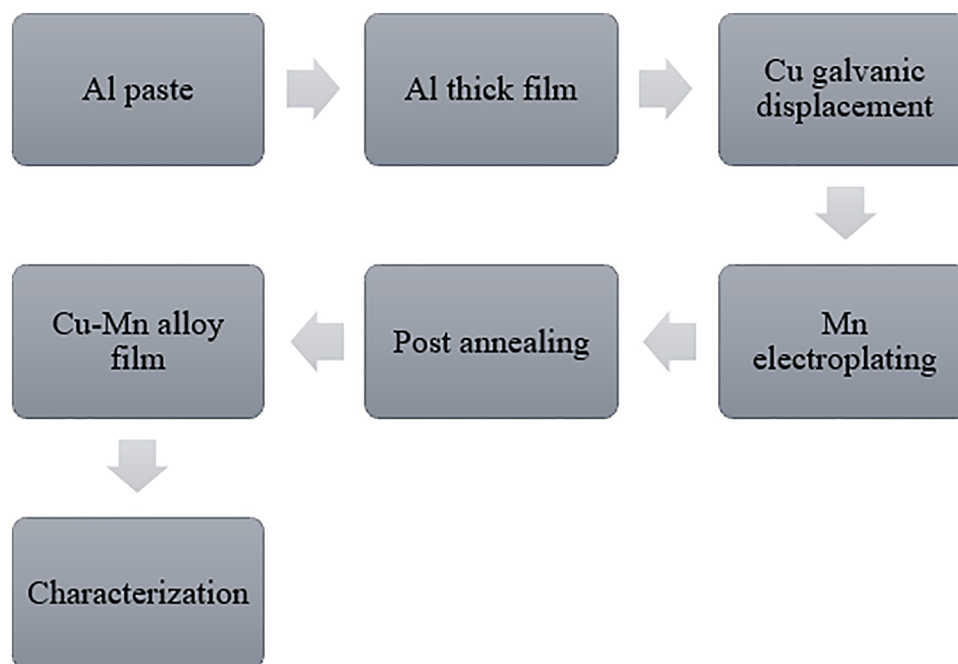 Al paste
Al thick film
Cu galvanic
displacement
Mn
electroplating
Post annealing
Cu-Mn alloy
film
Characterization